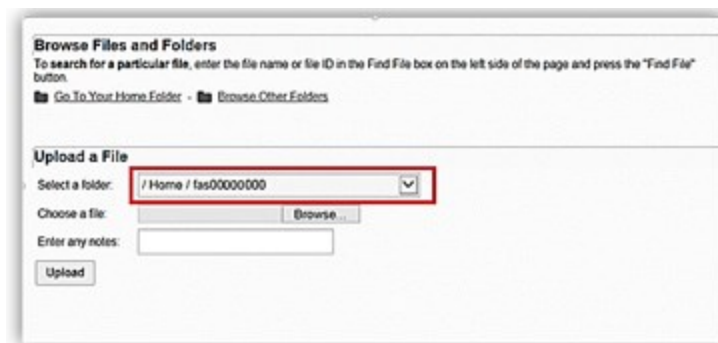 Browse Files and Folders
To search for a particular file, enter the file name or file ID in the Find File box on the left side of the page and press the "Find File"
button.
Go To Your Home Folder - Browse Other Folders
Upload a File
Select a folder: / Home / fas00000000
Choose a file: Browse...
Enter any notes:
Upload